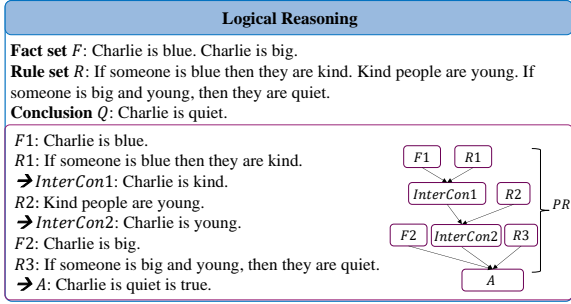 Logical Reasoning
Fact set F: Charlie is blue. Charlie is big.
Rule set R: If someone is blue then they are kind. Kind people are young. If
someone is big and young, then they are quiet.
Conclusion Q: Charlie is quiet.
F1: Charlie is blue.
R1: If someone is blue then they are kind.
➔ InterCon1: Charlie is kind.
R2: Kind people are young.
➔ InterCon2: Charlie is young.
F2: Charlie is big.
R3: If someone is big and young, then they are quiet.
➔ A: Charlie is quiet is true.
F1 R1
InterCon1 R2
F2 InterCon2 R3
A
PR